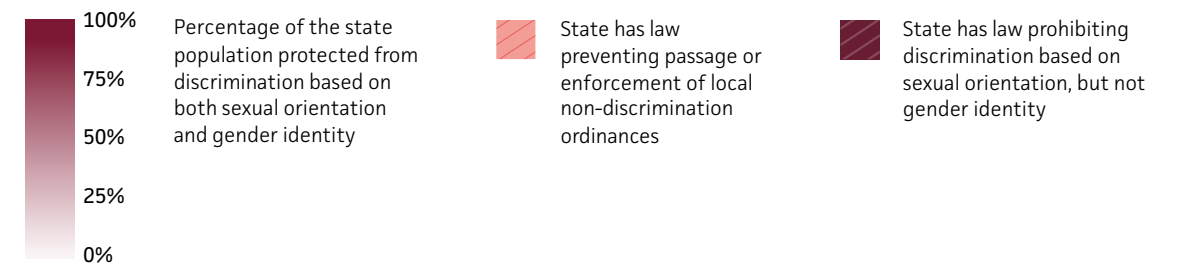 100%
75%
50%
25%
0%
Percentage of the state
population protected from
discrimination based on
both sexual orientation
and gender identity
State has law
preventing passage or
enforcement of local
non-discrimination
ordinances
State has law prohibiting
discrimination based on
sexual orientation, but not
gender identity